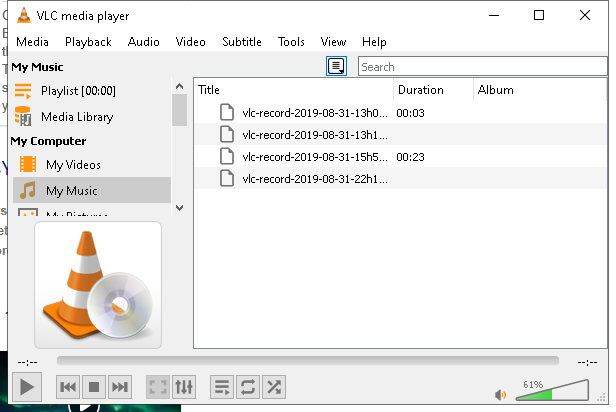 VLC media player
Media Playback Audio Video Subtitle Tools View Help
My Music
Search
Playlist [00:00]
Media Library
My Computer
My Videos
My Music
Title Duration Album
vlc-record-2019-08-31-13h0... 00:03
vlc-record-2019-08-31-13h1...
vlc-record-2019-08-31-15h5... 00:23
vlc-record-2019-08-31-22h1...
--:-- --:--
61%